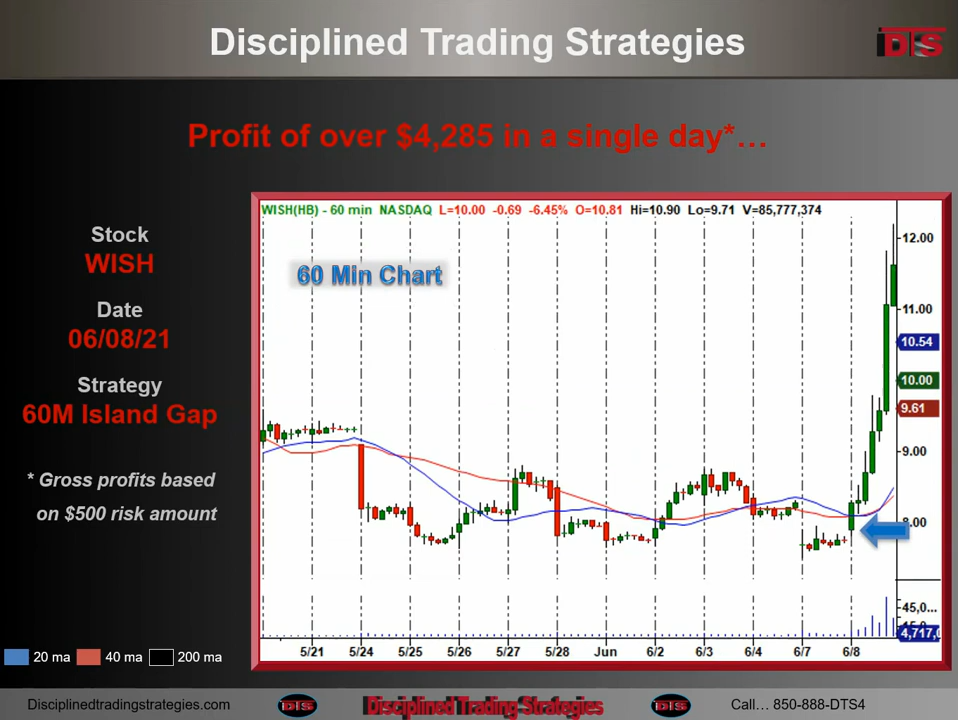 Disciplined Trading Strategies
iDTS
Profit of over $4,285 in a single day*…
Stock
WISH
Date
06/08/21
Strategy
60M Island Gap
* Gross profits based
on $500 risk amount
WISH(HB) - 60 min NASDAQ L=10.00 -0.69 -6.45% O=10.81 Hi=10.90 Lo=9.71 V=85,777,374
60 Min Chart
12.00
11.00
10.54
10.00
9.61
9.00
8.00
45,0...
4,717,
5/21 5/24 5/25 5/26 5/27 5/28 Jun 6/2 6/3 6/4 6/7 6/8
20 ma 40 ma 200 ma
Disciplinedtradingstrategies.com iDTS Disciplined Trading Strategies iDTS Call… 850-888-DTS4